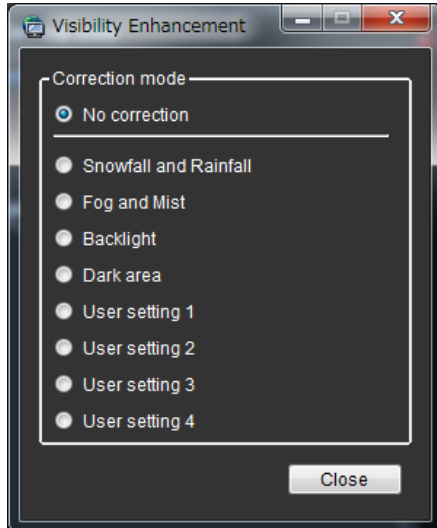 Visibility Enhancement
Correction mode
No correction
Snowfall and Rainfall
Fog and Mist
Backlight
Dark area
User setting 1
User setting 2
User setting 3
User setting 4
Close